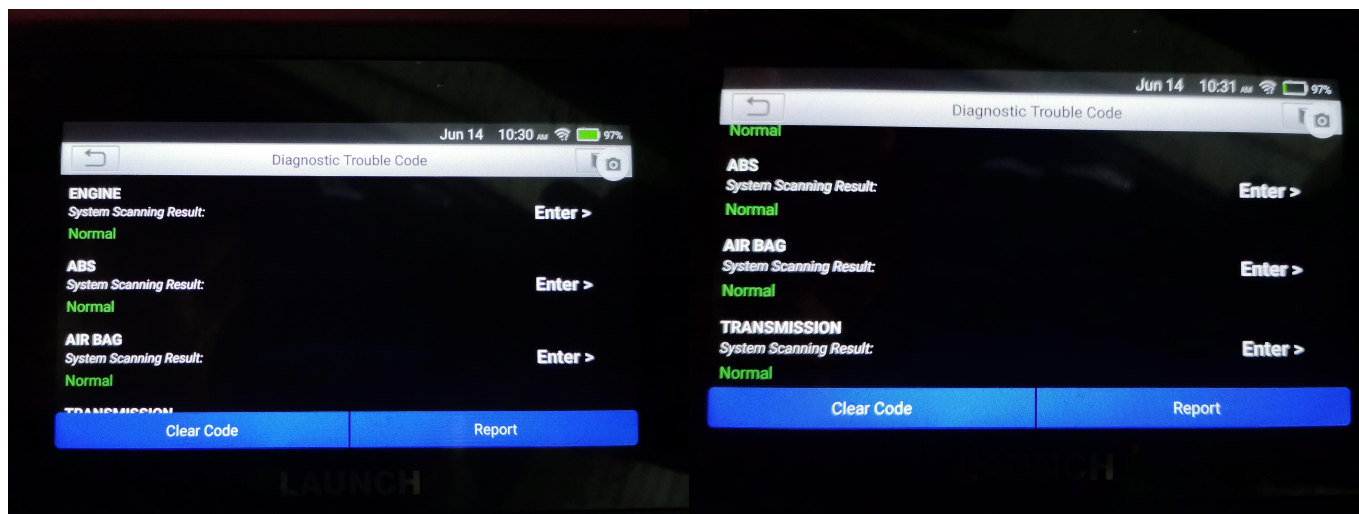 Jun 14 10:30 AM 97%
Diagnostic Trouble Code
ENGINE
System Scanning Result:
Enter >
Normal
ABS
System Scanning Result:
Enter >
Normal
AIR BAG
System Scanning Result:
Enter >
Normal
TRANSMISSION
Clear Code Report
LAUNCH
Jun 14 10:31 AM 97%
Diagnostic Trouble Code
Normal
ABS
System Scanning Result:
Enter >
Normal
AIR BAG
System Scanning Result:
Enter >
Normal
TRANSMISSION
System Scanning Result:
Enter >
Normal
Clear Code Report
LAUNCH